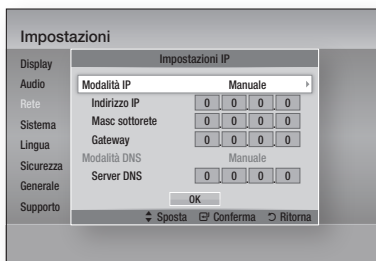 Impostazioni
Display
Audio
Rete
Sistema
Lingua
Sicurezza
Generale
Supporto
Impostazioni IP
Modalità IP Manuale
Indirizzo IP 0 . 0 . 0 . 0
Masc sottorete 0 . 0 . 0 . 0
Gateway 0 . 0 . 0 . 0
Modalità DNS Manuale
Server DNS 0 . 0 . 0 . 0
OK
Sposta Conferma Ritorna